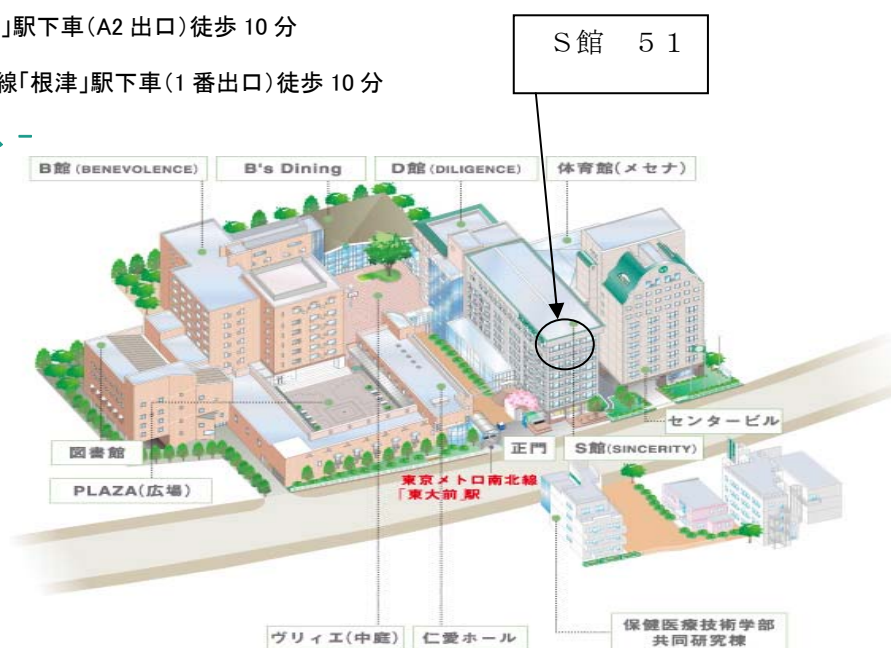 」駅下車（A2 出口）徒歩 10 分
S館　５１
線「根津」駅下車（1 番出口）徒歩 10 分
B館(BENEVOLENCE)
B's Dining
D館(DILIGENCE)
体育館(メセナ)
センタービル
図書館
正門
S館(SINCERITY)
東京メトロ南北線
「東大前」駅
PLAZA(広場)
ヴリィエ(中庭)
仁愛ホール
保健医療技術学部
共同研究棟